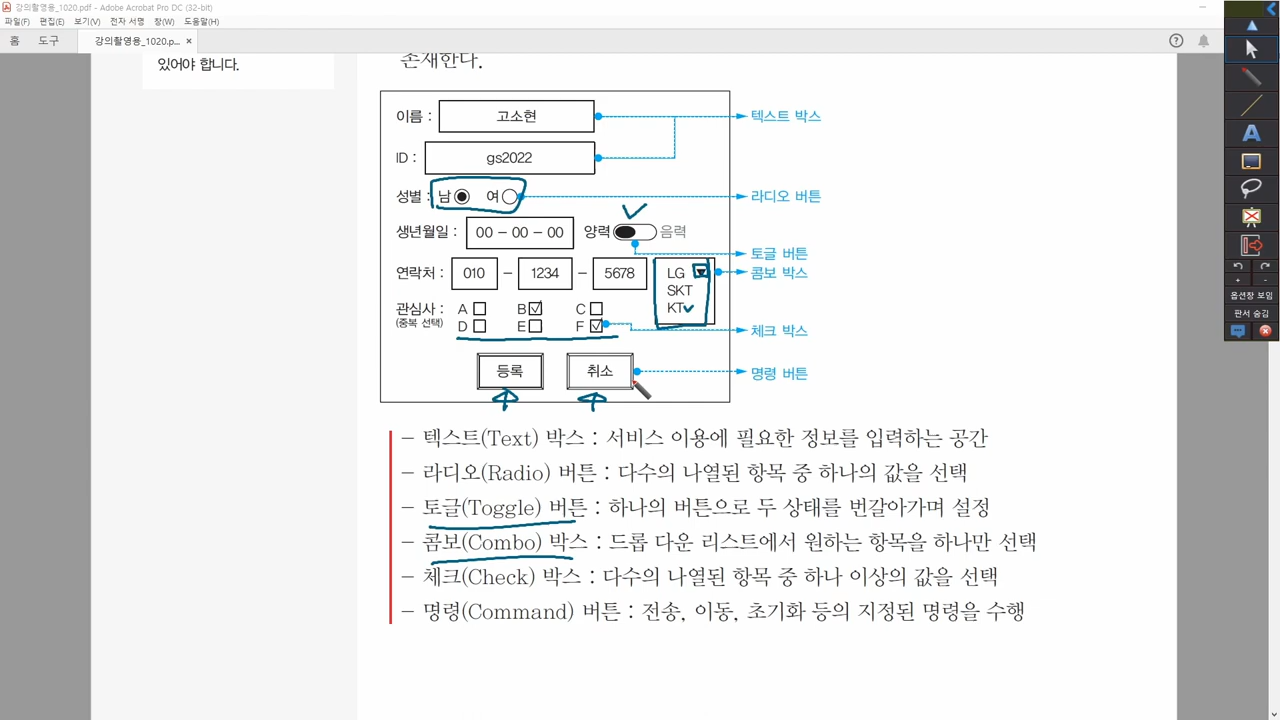 강의촬영용_1020.pdf - Adobe Acrobat Pro DC (32-bit)
파일(F) 편집(E) 보기(V) 전자 서명 창(W) 도움말(H)
홈 도구 강의촬영용_1020.p... ×
있어야 합니다.
존재한다.
이름 : 고소현 텍스트 박스
ID : gs2022
성별 : 남 여 라디오 버튼
생년월일 : 00 - 00 - 00 양력 음력
토글 버튼
연락처 : 010 - 1234 - 5678 LG 콤보 박스
SKT
KT
관심사 : A B C
(중복 선택) D E F 체크 박스
등록 취소 명령 버튼
- 텍스트(Text) 박스 : 서비스 이용에 필요한 정보를 입력하는 공간
- 라디오(Radio) 버튼 : 다수의 나열된 항목 중 하나의 값을 선택
- 토글(Toggle) 버튼 : 하나의 버튼으로 두 상태를 번갈아가며 설정
- 콤보(Combo) 박스 : 드롭 다운 리스트에서 원하는 항목을 하나만 선택
- 체크(Check) 박스 : 다수의 나열된 항목 중 하나 이상의 값을 선택
- 명령(Command) 버튼 : 전송, 이동, 초기화 등의 지정된 명령을 수행
A
- +
옵션장 보임
판서 숨김